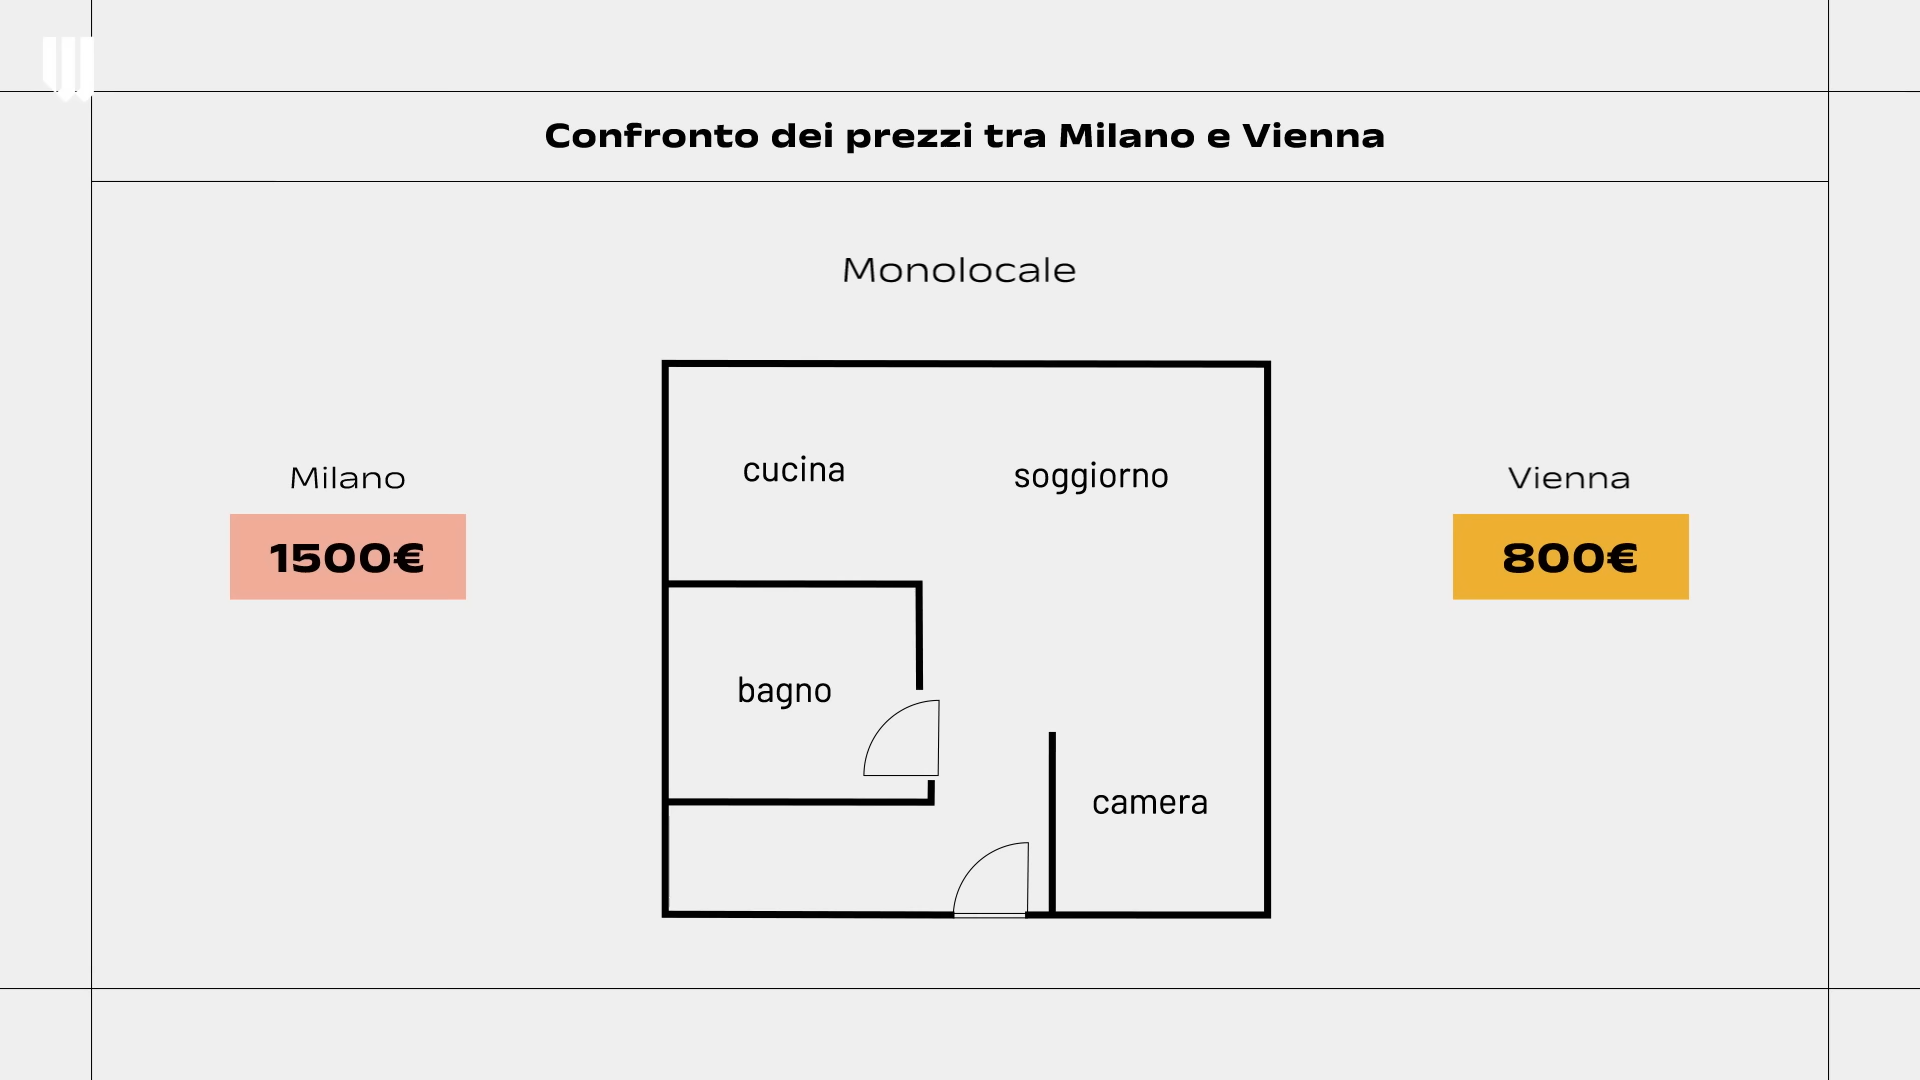 Confronto dei prezzi tra Milano e Vienna
Monolocale
cucina
soggiorno
Milano
1500€
Vienna
800€
bagno
camera